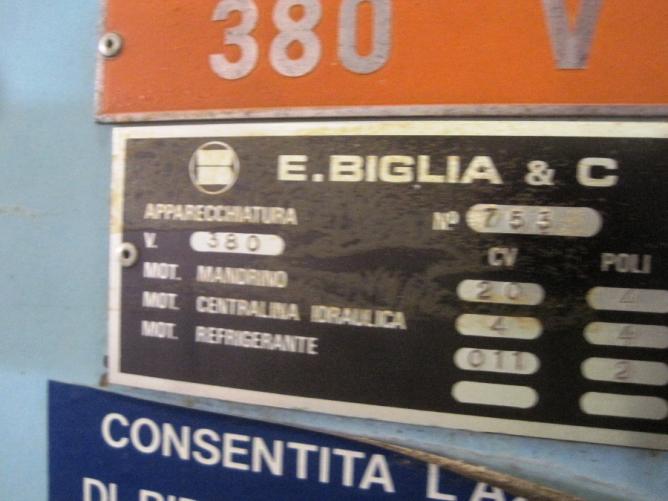 380 V
E.BIGLIA & C
APPARECCHIATURA Nº 753
V. 380 CV POLI
MOT. MANDRINO 20 4
MOT. CENTRALINA IDRAULICA 4 4
MOT. REFRIGERANTE 011 2
CONSENTITA L A